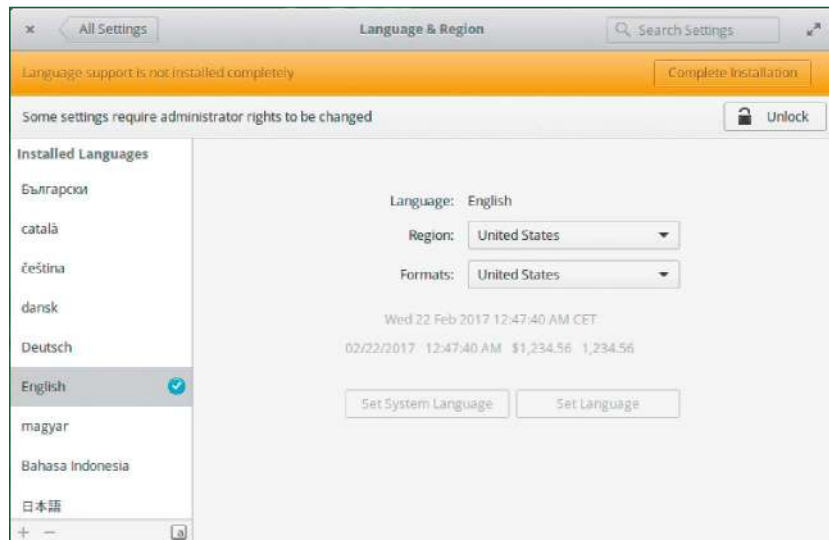 × All Settings Language & Region Search Settings
Language support is not installed completely Complete Installation
Some settings require administrator rights to be changed Unlock
Installed Languages
Български
català
čeština
dansk
Deutsch
English
magyar
Bahasa Indonesia
日本語
+ − a
Language: English
Region: United States
Formats: United States
Wed 22 Feb 2017 12:47:40 AM CET
02/22/2017 12:47:40 AM $1,234.56 1,234.56
Set System Language Set Language